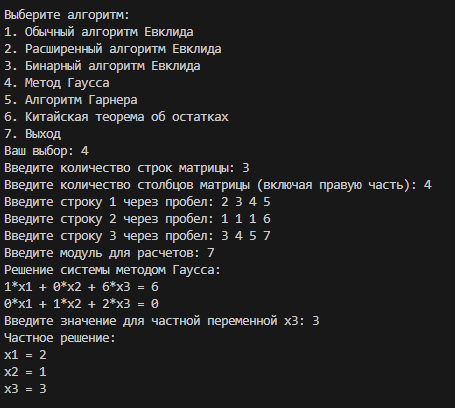 Выберите алгоритм:
1. Обычный алгоритм Евклида
2. Расширенный алгоритм Евклида
3. Бинарный алгоритм Евклида
4. Метод Гаусса
5. Алгоритм Гарнера
6. Китайская теорема об остатках
7. Выход
Ваш выбор: 4
Введите количество строк матрицы: 3
Введите количество столбцов матрицы (включая правую часть): 4
Введите строку 1 через пробел: 2 3 4 5
Введите строку 2 через пробел: 1 1 1 6
Введите строку 3 через пробел: 3 4 5 7
Введите модуль для расчетов: 7
Решение системы методом Гаусса:
1*x1 + 0*x2 + 6*x3 = 6
0*x1 + 1*x2 + 2*x3 = 0
Введите значение для частной переменной x3: 3
Частное решение:
x1 = 2
x2 = 1
x3 = 3